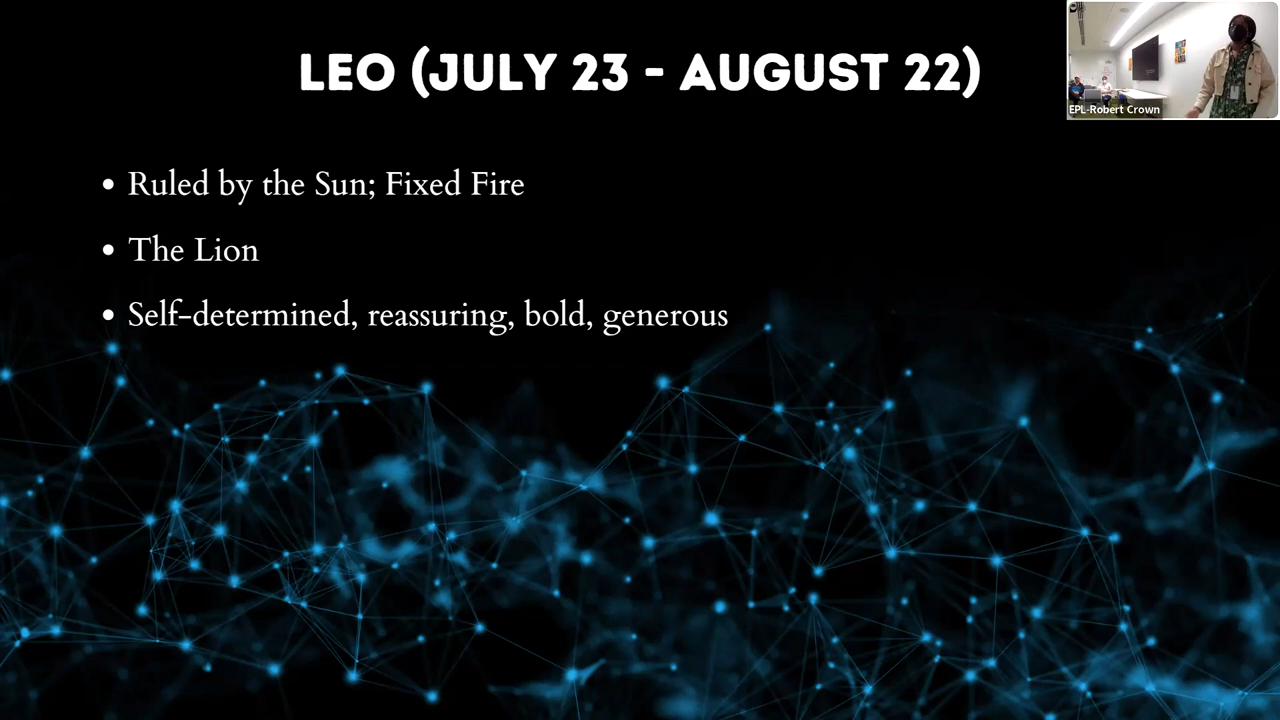 LEO (JULY 23 - AUGUST 22)
EPL-Robert Crown
• Ruled by the Sun; Fixed Fire
• The Lion
• Self-determined, reassuring, bold, generous